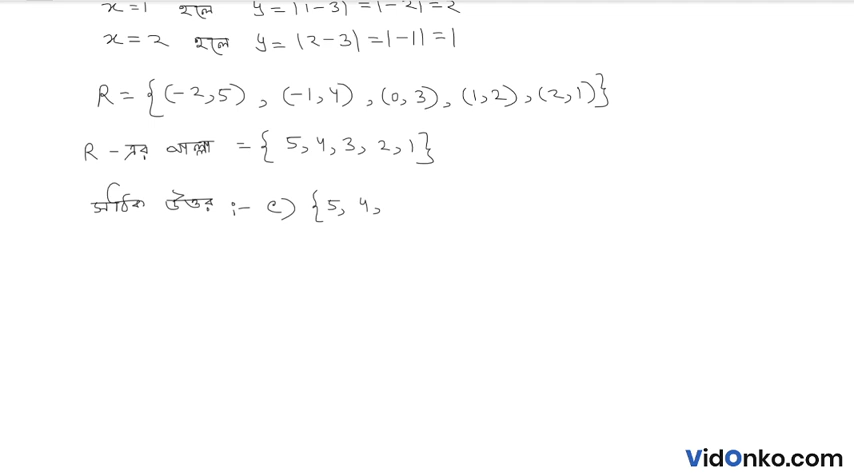 x=1 হলে y=|1-3|=|-2|=2
x=2 হলে y=|2-3|=|-1|=1
R={(-2,5), (-1,4), (0,3), (1,2), (2,1)}
R-এর পাল্লা ={5,4,3,2,1}
সঠিক উত্তর :- c) {5, 4,
VidOnko.com